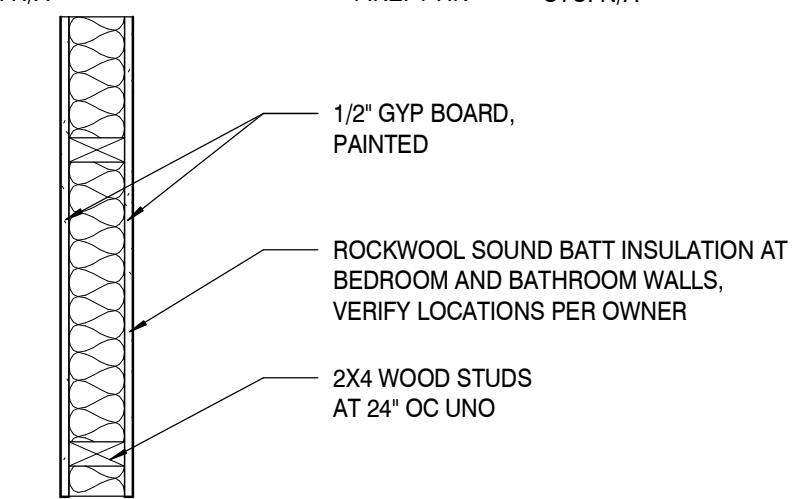 1/2" GYP BOARD,
PAINTED
ROCKWOOL SOUND BATT INSULATION AT
BEDROOM AND BATHROOM WALLS,
VERIFY LOCATIONS PER OWNER
2X4 WOOD STUDS
AT 24" OC UNO